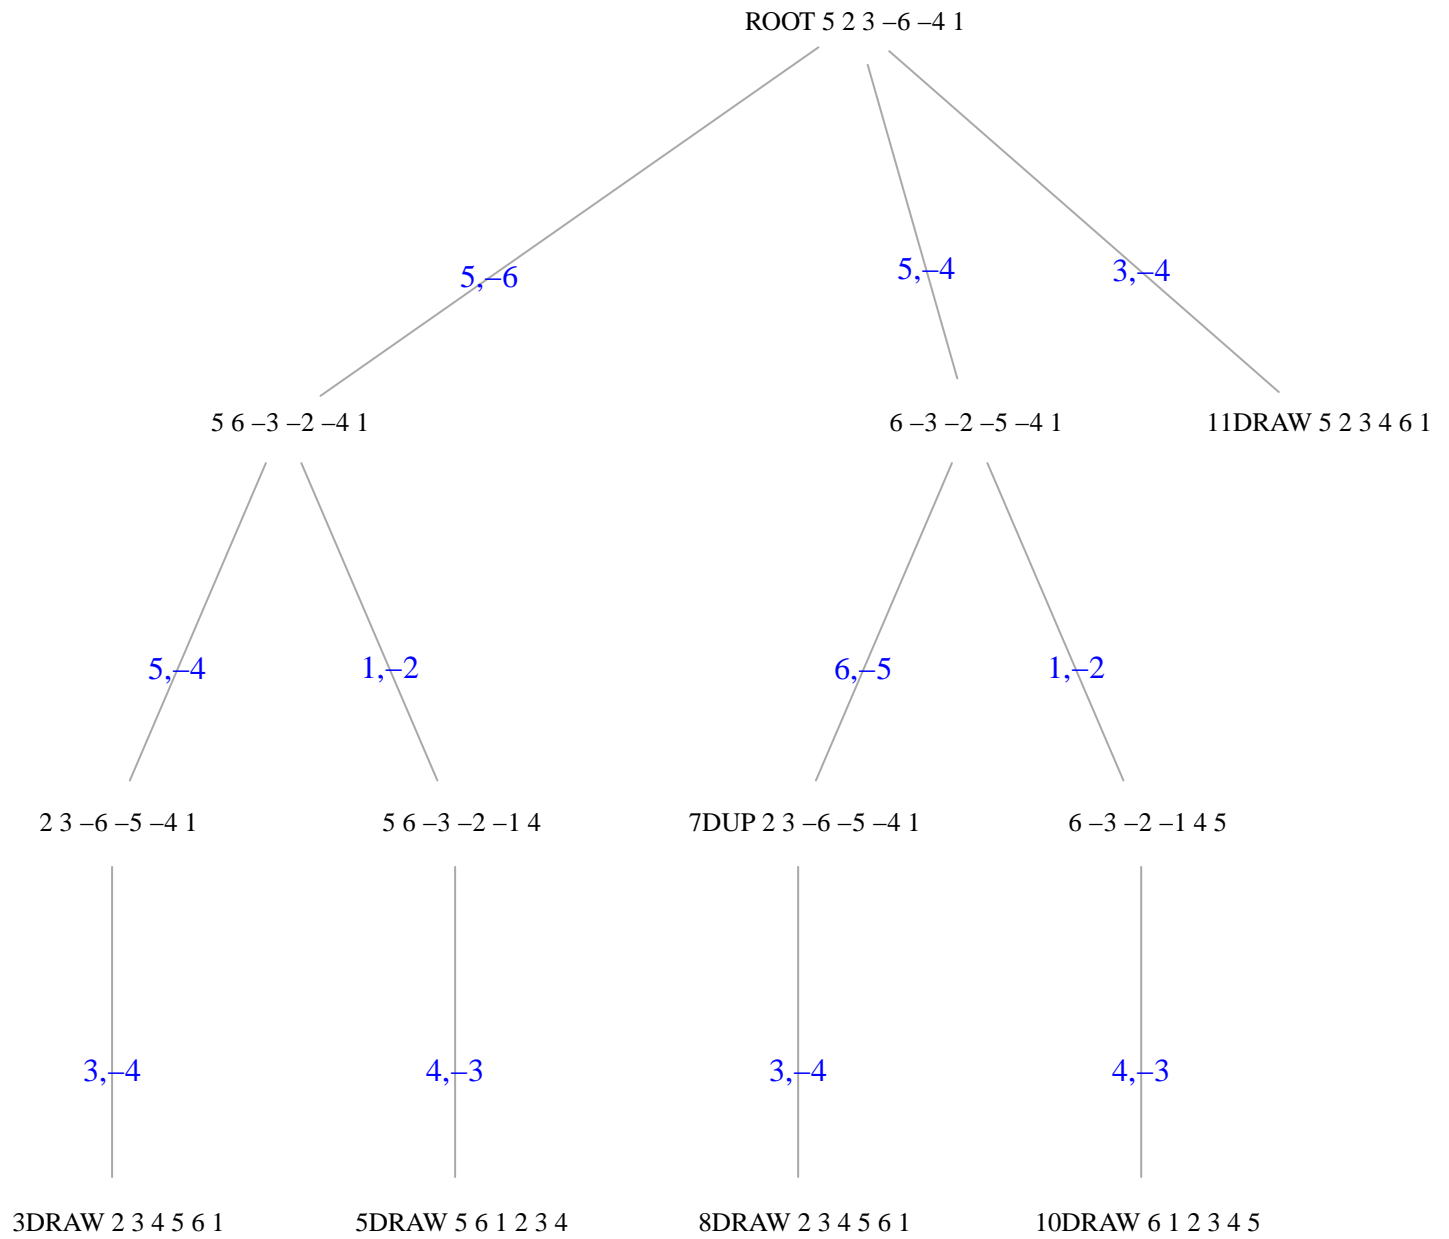 ROOT 5 2 3 –6 –4 1
5,–6
5,–4
3,–4
5 6 –3 –2 –4 1
6 –3 –2 –5 –4 1
11DRAW 5 2 3 4 6 1
5,–4
1,–2
6,–5
1,–2
2 3 –6 –5 –4 1
5 6 –3 –2 –1 4
7DUP 2 3 –6 –5 –4 1
6 –3 –2 –1 4 5
3,–4
4,–3
3,–4
4,–3
3DRAW 2 3 4 5 6 1
5DRAW 5 6 1 2 3 4
8DRAW 2 3 4 5 6 1
10DRAW 6 1 2 3 4 5